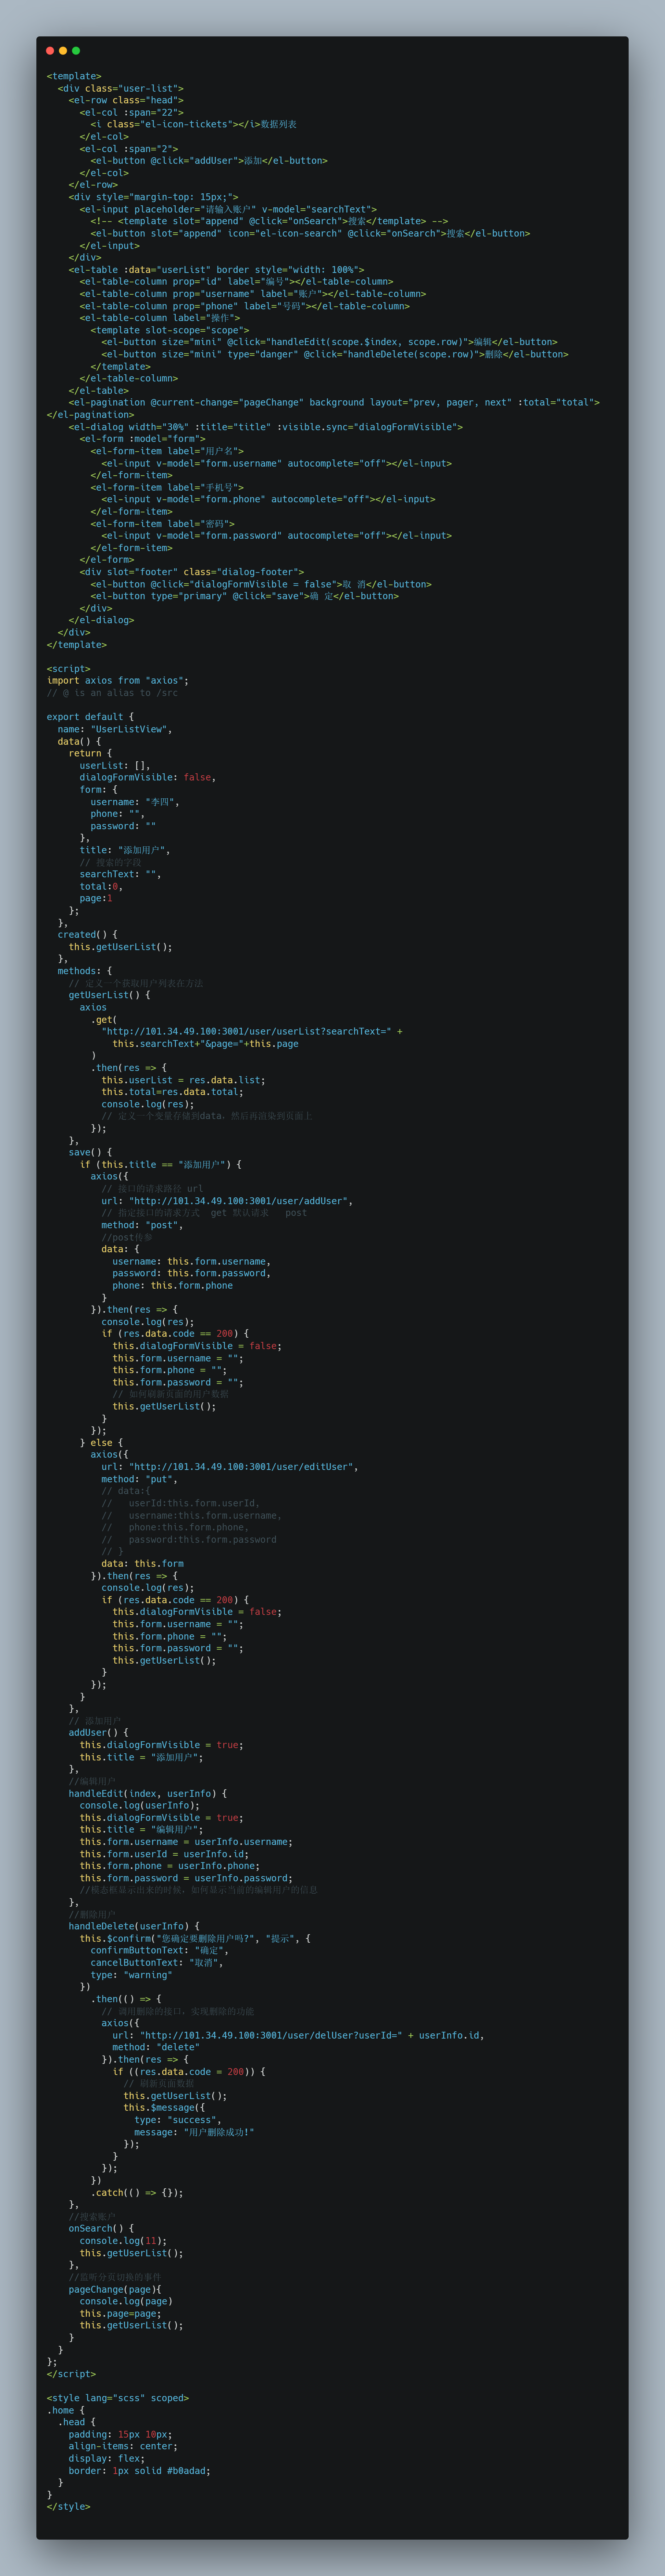 <template>
  <div class="user-list">
    <el-row class="head">
      <el-col :span="22">
        <i class="el-icon-tickets"></i>数据列表
      </el-col>
      <el-col :span="2">
        <el-button @click="addUser">添加</el-button>
      </el-col>
    </el-row>
    <div style="margin-top: 15px;">
      <el-input placeholder="请输入账户" v-model="searchText">
        <!-- <template slot="append" @click="onSearch">搜索</template> -->
        <el-button slot="append" icon="el-icon-search" @click="onSearch">搜索</el-button>
      </el-input>
    </div>
    <el-table :data="userList" border style="width: 100%">
      <el-table-column prop="id" label="编号"></el-table-column>
      <el-table-column prop="username" label="账户"></el-table-column>
      <el-table-column prop="phone" label="号码"></el-table-column>
      <el-table-column label="操作">
        <template slot-scope="scope">
          <el-button size="mini" @click="handleEdit(scope.$index, scope.row)">编辑</el-button>
          <el-button size="mini" type="danger" @click="handleDelete(scope.row)">删除</el-button>
        </template>
      </el-table-column>
    </el-table>
    <el-pagination @current-change="pageChange" background layout="prev, pager, next" :total="total">
</el-pagination>
    <el-dialog width="30%" :title="title" :visible.sync="dialogFormVisible">
      <el-form :model="form">
        <el-form-item label="用户名">
          <el-input v-model="form.username" autocomplete="off"></el-input>
        </el-form-item>
        <el-form-item label="手机号">
          <el-input v-model="form.phone" autocomplete="off"></el-input>
        </el-form-item>
        <el-form-item label="密码">
          <el-input v-model="form.password" autocomplete="off"></el-input>
        </el-form-item>
      </el-form>
      <div slot="footer" class="dialog-footer">
        <el-button @click="dialogFormVisible = false">取 消</el-button>
        <el-button type="primary" @click="save">确 定</el-button>
      </div>
    </el-dialog>
  </div>
</template>

<script>
import axios from "axios";
// @ is an alias to /src

export default {
  name: "UserListView",
  data() {
    return {
      userList: [],
      dialogFormVisible: false,
      form: {
        username: "李四",
        phone: "",
        password: ""
      },
      title: "添加用户",
      // 搜索的字段
      searchText: "",
      total:0,
      page:1
    };
  },
  created() {
    this.getUserList();
  },
  methods: {
    // 定义一个获取用户列表在方法
    getUserList() {
      axios
        .get(
          "http://101.34.49.100:3001/user/userList?searchText=" +
            this.searchText+"&page="+this.page
        )
        .then(res => {
          this.userList = res.data.list;
          this.total=res.data.total;
          console.log(res);
          // 定义一个变量存储到data，然后再渲染到页面上
        });
    },
    save() {
      if (this.title == "添加用户") {
        axios({
          // 接口的请求路径 url
          url: "http://101.34.49.100:3001/user/addUser",
          // 指定接口的请求方式  get 默认请求   post
          method: "post",
          //post传参
          data: {
            username: this.form.username,
            password: this.form.password,
            phone: this.form.phone
          }
        }).then(res => {
          console.log(res);
          if (res.data.code == 200) {
            this.dialogFormVisible = false;
            this.form.username = "";
            this.form.phone = "";
            this.form.password = "";
            // 如何刷新页面的用户数据
            this.getUserList();
          }
        });
      } else {
        axios({
          url: "http://101.34.49.100:3001/user/editUser",
          method: "put",
          // data:{
          //   userId:this.form.userId,
          //   username:this.form.username,
          //   phone:this.form.phone,
          //   password:this.form.password
          // }
          data: this.form
        }).then(res => {
          console.log(res);
          if (res.data.code == 200) {
            this.dialogFormVisible = false;
            this.form.username = "";
            this.form.phone = "";
            this.form.password = "";
            this.getUserList();
          }
        });
      }
    },
    // 添加用户
    addUser() {
      this.dialogFormVisible = true;
      this.title = "添加用户";
    },
    //编辑用户
    handleEdit(index, userInfo) {
      console.log(userInfo);
      this.dialogFormVisible = true;
      this.title = "编辑用户";
      this.form.username = userInfo.username;
      this.form.userId = userInfo.id;
      this.form.phone = userInfo.phone;
      this.form.password = userInfo.password;
      //模态框显示出来的时候，如何显示当前的编辑用户的信息
    },
    //删除用户
    handleDelete(userInfo) {
      this.$confirm("您确定要删除用户吗?", "提示", {
        confirmButtonText: "确定",
        cancelButtonText: "取消",
        type: "warning"
      })
        .then(() => {
          // 调用删除的接口，实现删除的功能
          axios({
            url: "http://101.34.49.100:3001/user/delUser?userId=" + userInfo.id,
            method: "delete"
          }).then(res => {
            if ((res.data.code = 200)) {
              // 刷新页面数据
              this.getUserList();
              this.$message({
                type: "success",
                message: "用户删除成功!"
              });
            }
          });
        })
        .catch(() => {});
    },
    //搜索账户
    onSearch() {
      console.log(11);
      this.getUserList();
    },
    //监听分页切换的事件
    pageChange(page){
      console.log(page)
      this.page=page;
      this.getUserList();
    }
  }
};
</script>

<style lang="scss" scoped>
.home {
  .head {
    padding: 15px 10px;
    align-items: center;
    display: flex;
    border: 1px solid #b0adad;
  }
}
</style>